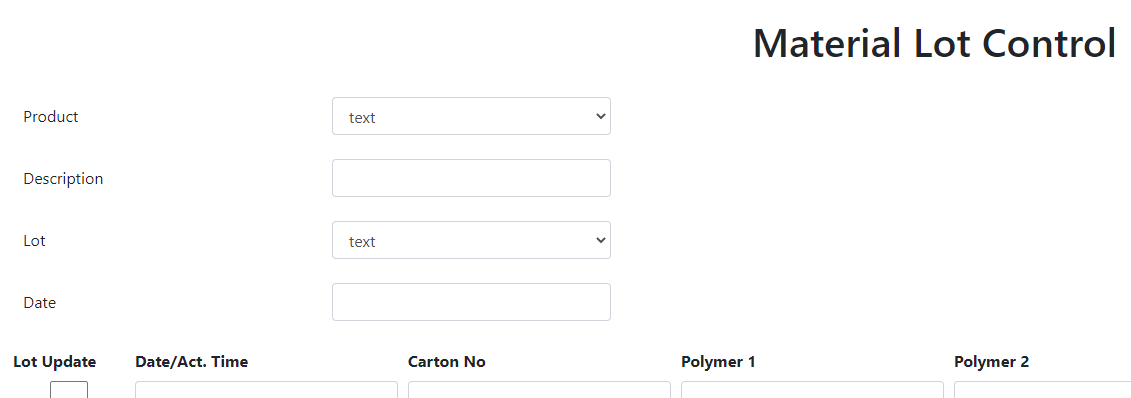 Material Lot Control
Product text
Description
Lot text
Date
Lot Update Date/Act. Time Carton No Polymer 1 Polymer 2